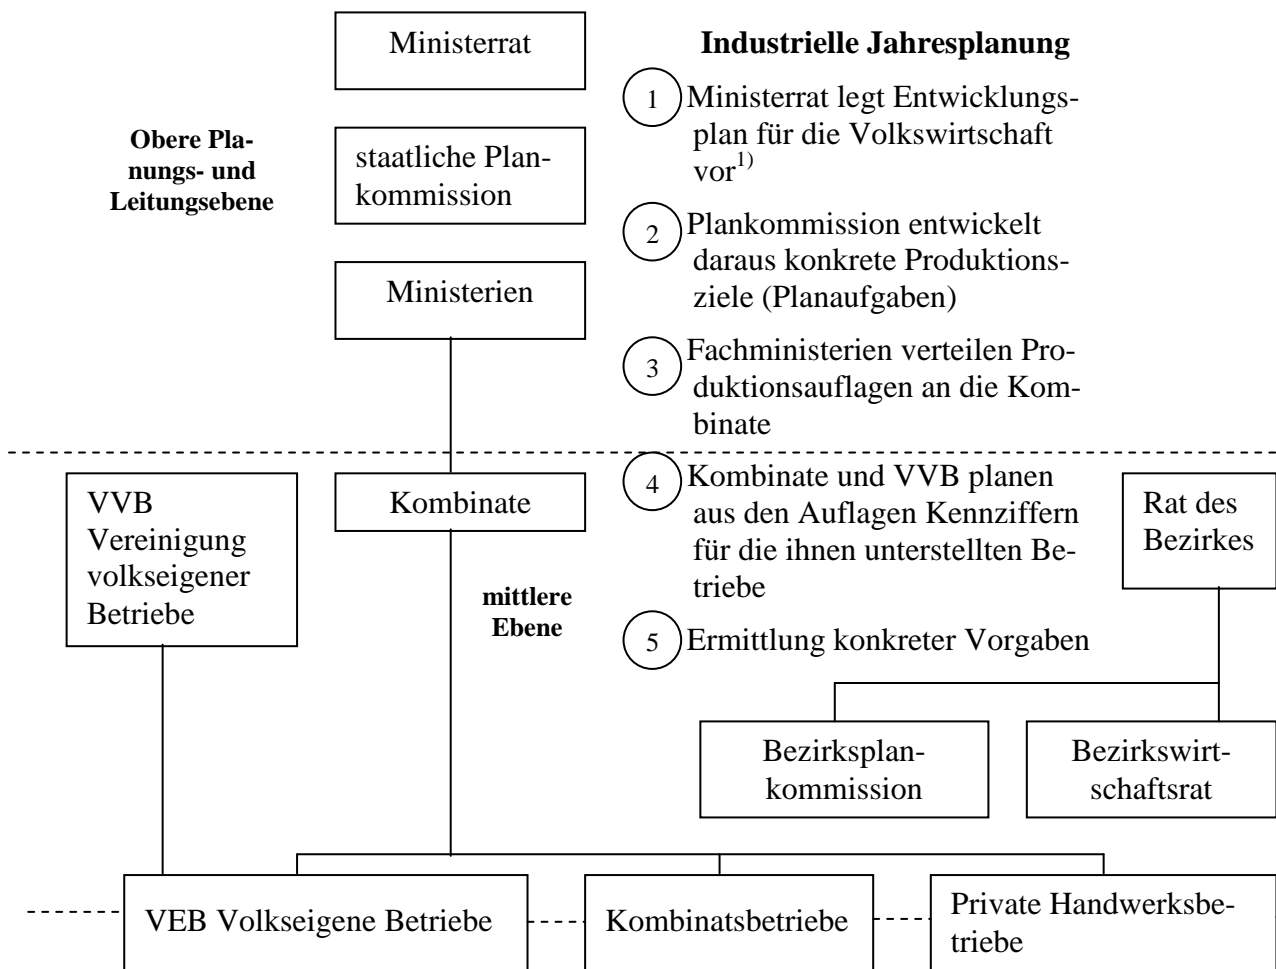 Ministerrat
Industrielle Jahresplanung
1
Ministerrat legt Entwicklungs-
plan für die Volkswirtschaft
vor1)
Obere Pla-
nungs- und
Leitungsebene
staatliche Plan-
kommission
2
Plankommission entwickelt
daraus konkrete Produktions-
ziele (Planaufgaben)
Ministerien
3
Fachministerien verteilen Pro-
duktionsauflagen an die Kom-
binate
VVB
Vereinigung
volkseigener
Betriebe
Kombinate
mittlere
Ebene
4
Kombinate und VVB planen
aus den Auflagen Kennziffern
für die ihnen unterstellten Be-
triebe
Rat des
Bezirkes
5
Ermittlung konkreter Vorgaben
Bezirksplan-
kommission
Bezirkswirt-
schaftsrat
VEB Volkseigene Betriebe
Kombinatsbetriebe
Private Handwerksbe-
triebe